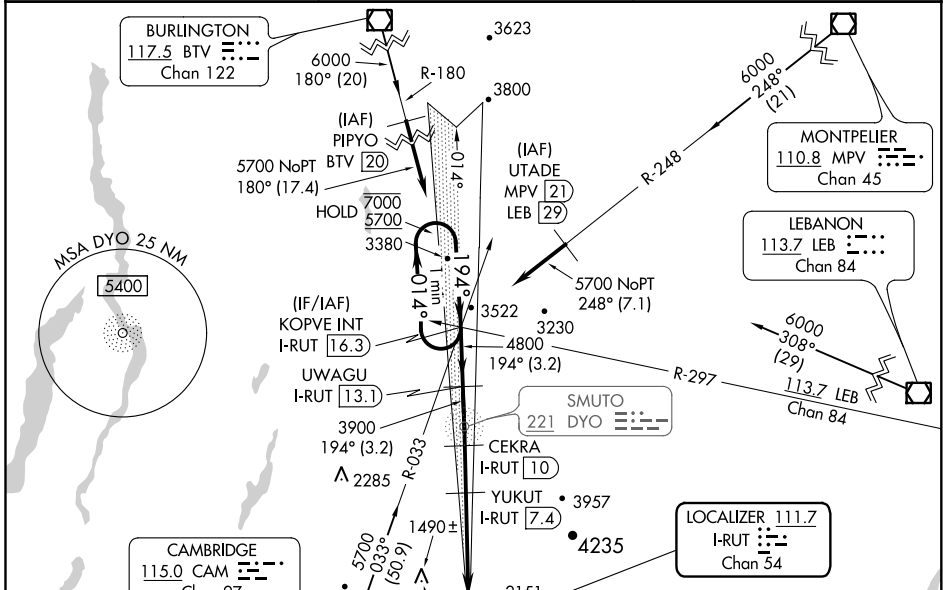 BURLINGTON
117.5 BTV
Chan 122
6000
180° (20)
R-180
3623
3800
6000
248°
(21)
R-248
MONTPELIER
110.8 MPV
Chan 45
(IAF)
PIPYO
BTV 20
5700 NoPT
180° (17.4)
014°
(IAF)
UTADE
MPV 21
LEB 29
HOLD 7000
5700
3380
194°
1 min
014°
5700 NoPT
248° (7.1)
LEBANON
113.7 LEB
Chan 84
MSA DYO 25 NM
5400
(IF/IAF)
KOPVE INT
I-RUT 16.3
3522
3230
4800
194° (3.2)
6000
308°
(29)
R-297
113.7 LEB
Chan 84
UWAGU
I-RUT 13.1
SMUTO
221 DYO
3900
194° (3.2)
R-033
CEKRA
I-RUT 10
2285
YUKUT
I-RUT 7.4
3957
4235
1490 ±
LOCALIZER 111.7
I-RUT
Chan 54
CAMBRIDGE
115.0 CAM
5700
033°
(50.9)